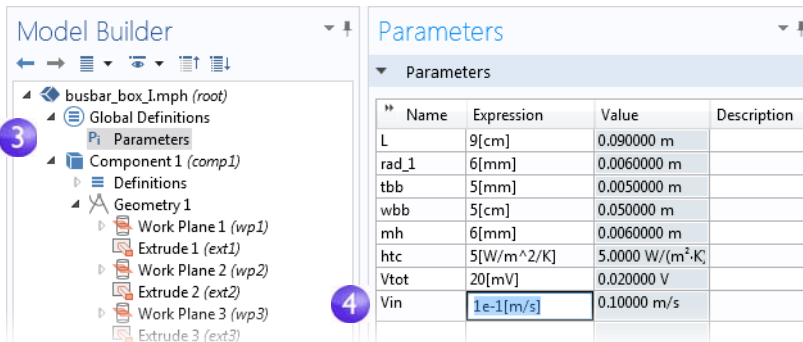 Model Builder
busbar_box_I.mph (root)
Global Definitions
3
Pi Parameters
Component 1 (comp1)
Definitions
Geometry 1
Work Plane 1 (wp1)
Extrude 1 (ext1)
Work Plane 2 (wp2)
Extrude 2 (ext2)
Work Plane 3 (wp3)
Extrude 3 (ext3)
Parameters
Parameters
Name Expression Value Description
L 9[cm] 0.090000 m
rad_1 6[mm] 0.0060000 m
tbb 5[mm] 0.0050000 m
wbb 5[cm] 0.050000 m
mh 6[mm] 0.0060000 m
htc 5[W/m^2/K] 5.0000 W/(m²·K)
Vtot 20[mV] 0.020000 V
4
Vin 1e-1[m/s] 0.10000 m/s